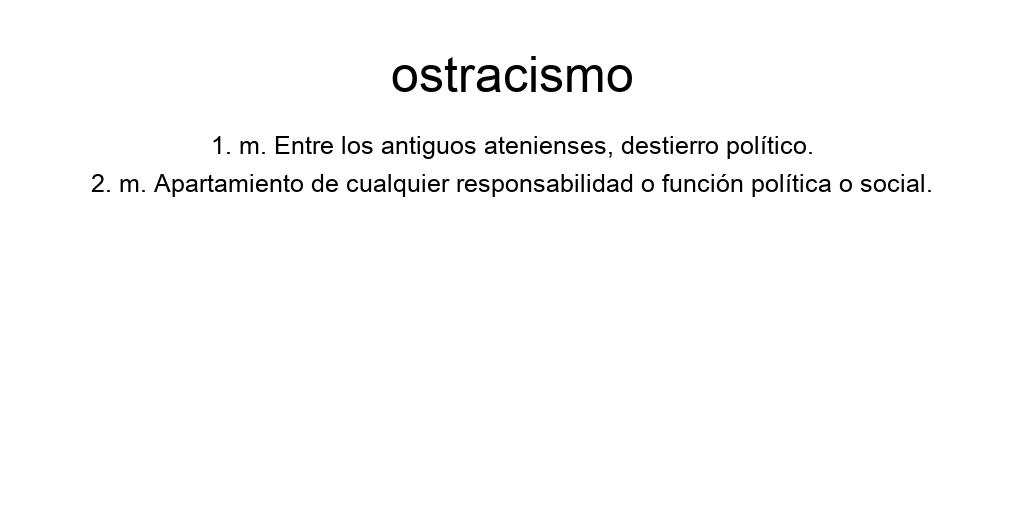 ostracismo
1. m. Entre los antiguos atenienses, destierro político.
2. m. Apartamiento de cualquier responsabilidad o función política o social.